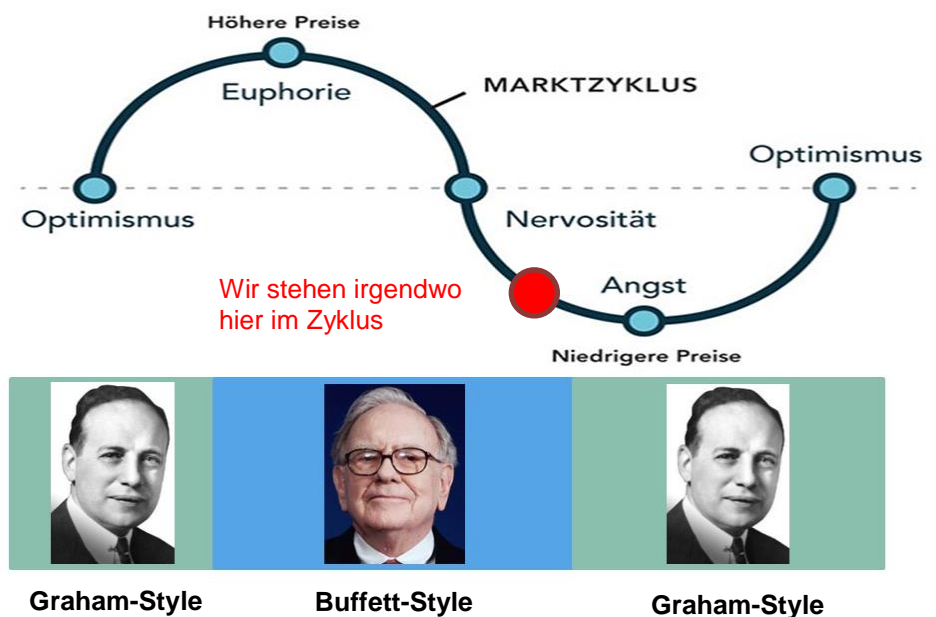 Höhere Preise
Euphorie
MARKTZYKLUS
Optimismus
Optimismus
Nervosität
Wir stehen irgendwo
hier im Zyklus
Angst
Niedrigere Preise
Graham-Style
Buffett-Style
Graham-Style